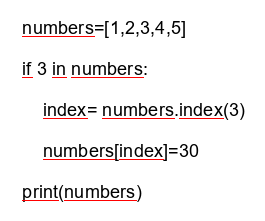 numbers=[1,2,3,4,5]
if 3 in numbers:
index= numbers.index(3)
numbers[index]=30
print(numbers)